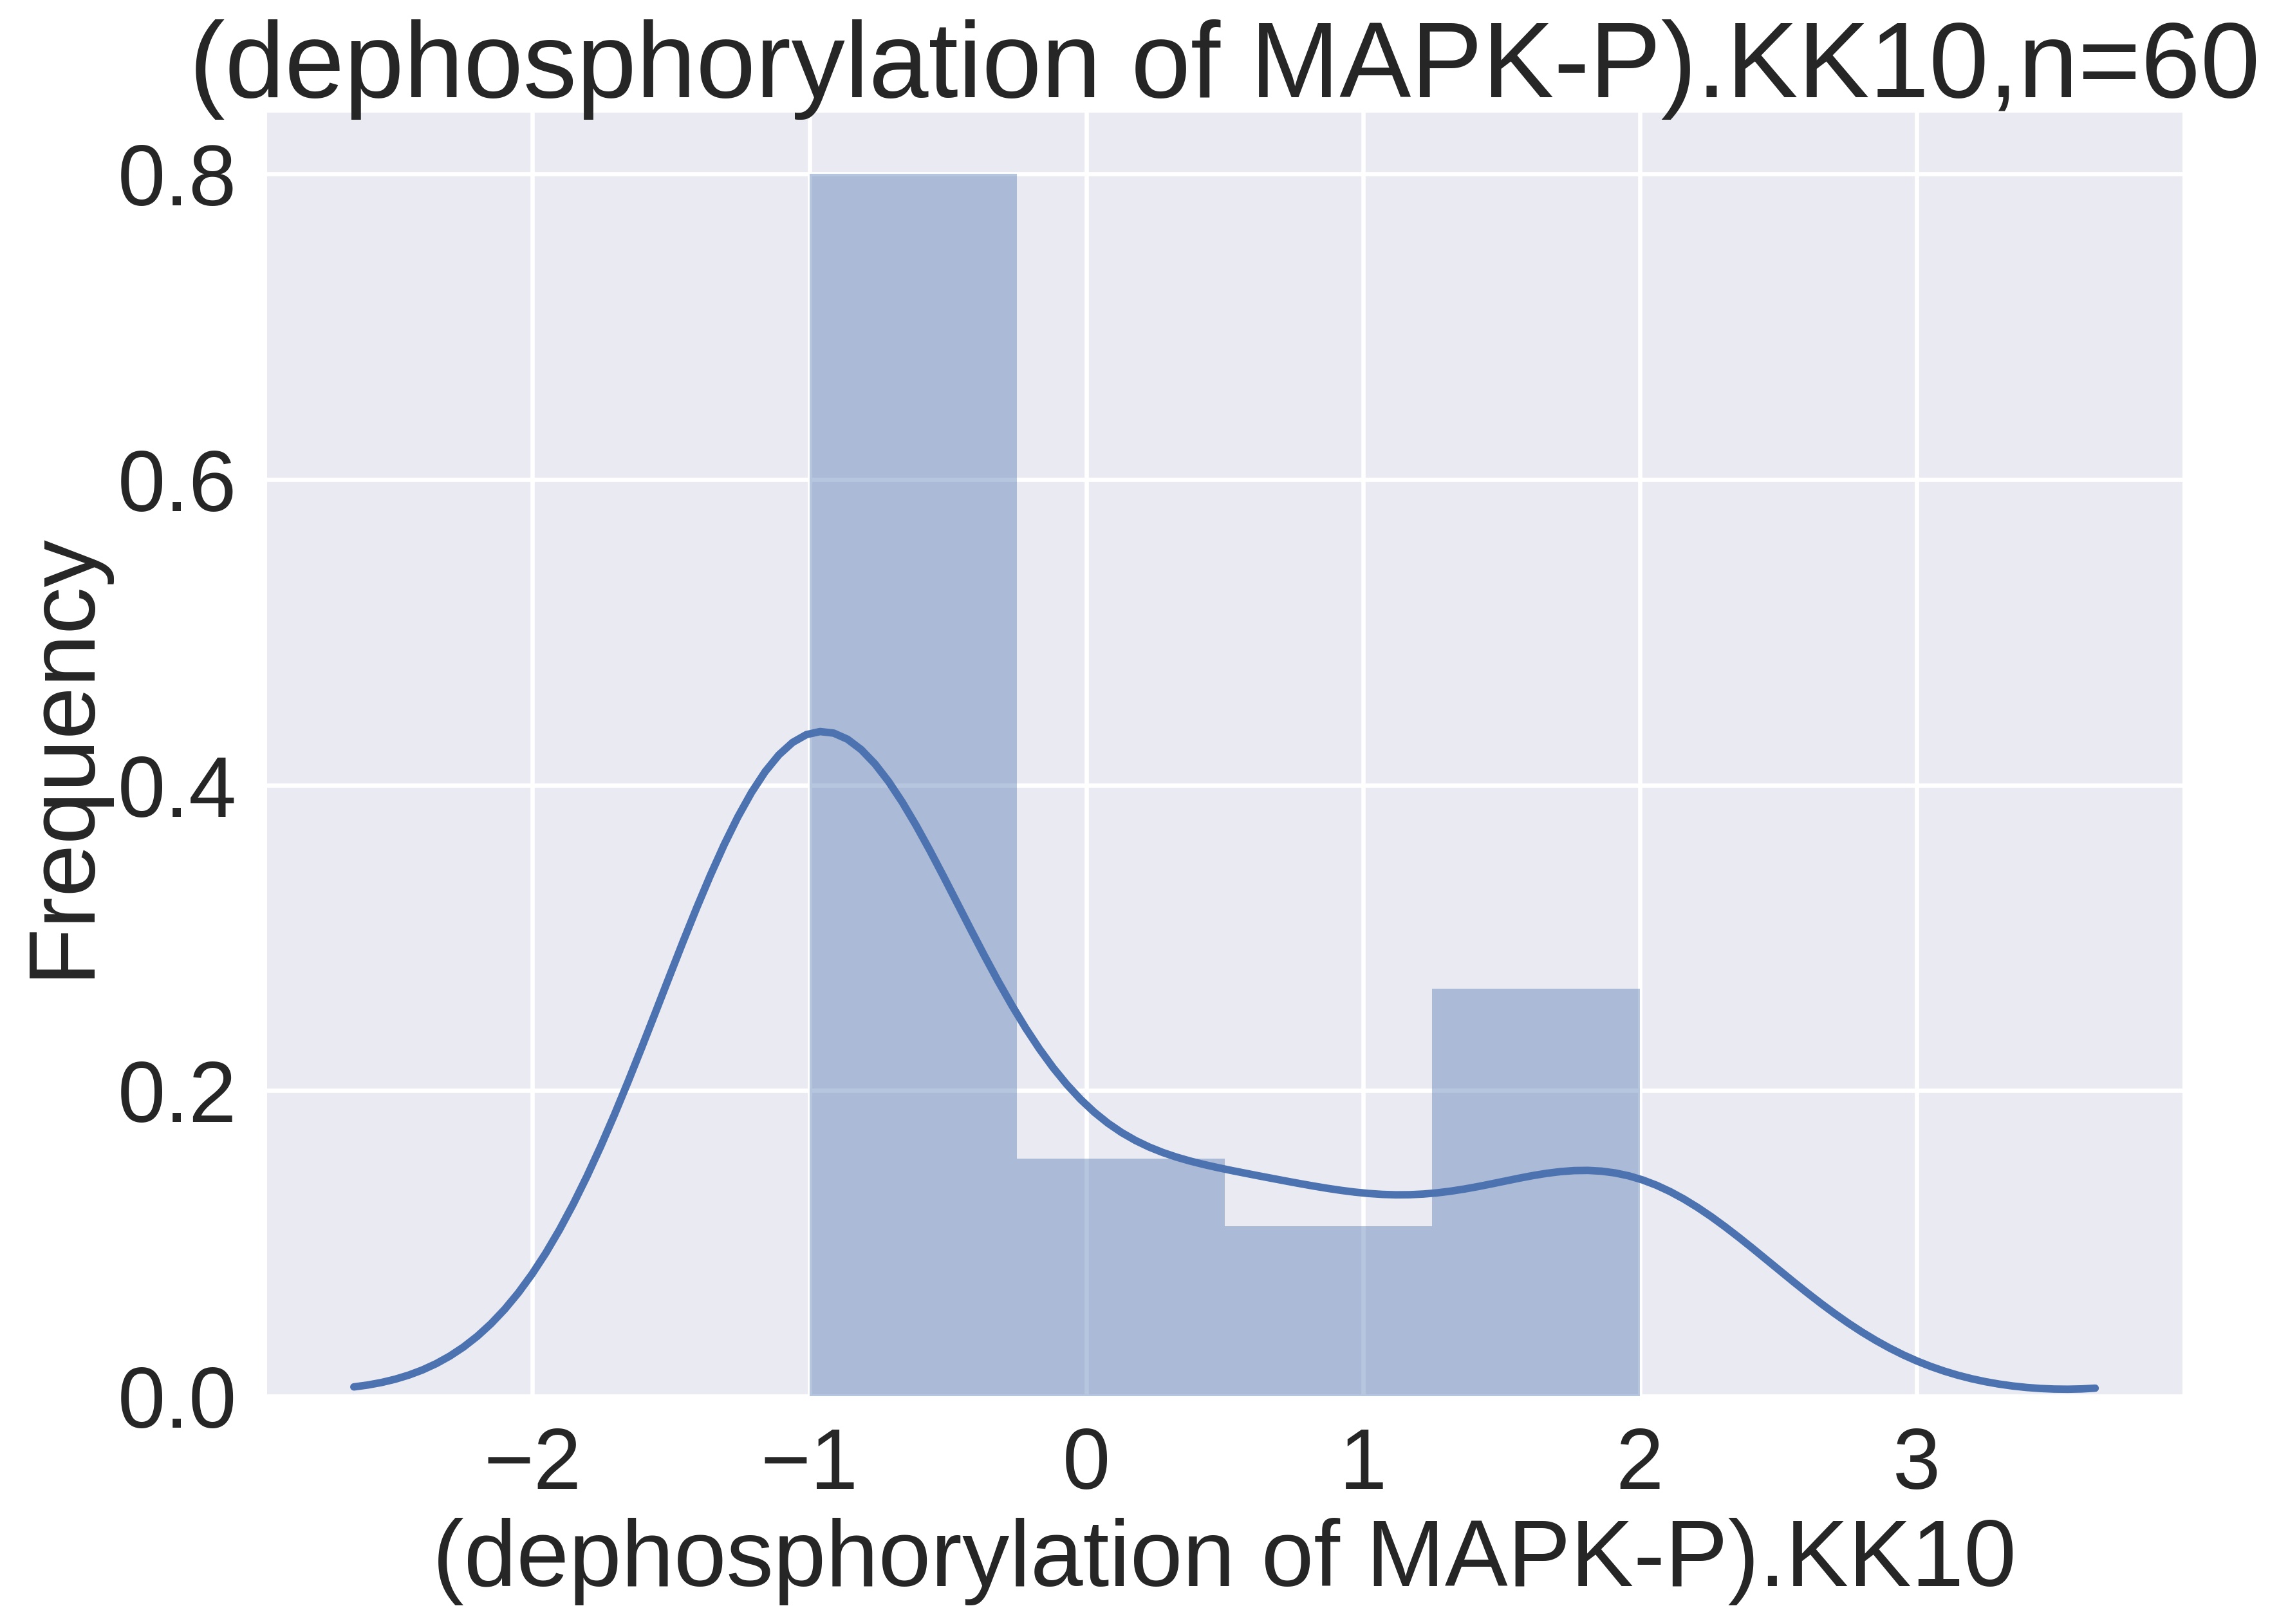 (dephosphorylation of MAPK-P).KK10,n=60
0.8
0.6
0.4
0.2
0.0
Frequency
−2 −1 0 1 2 3
(dephosphorylation of MAPK-P).KK10